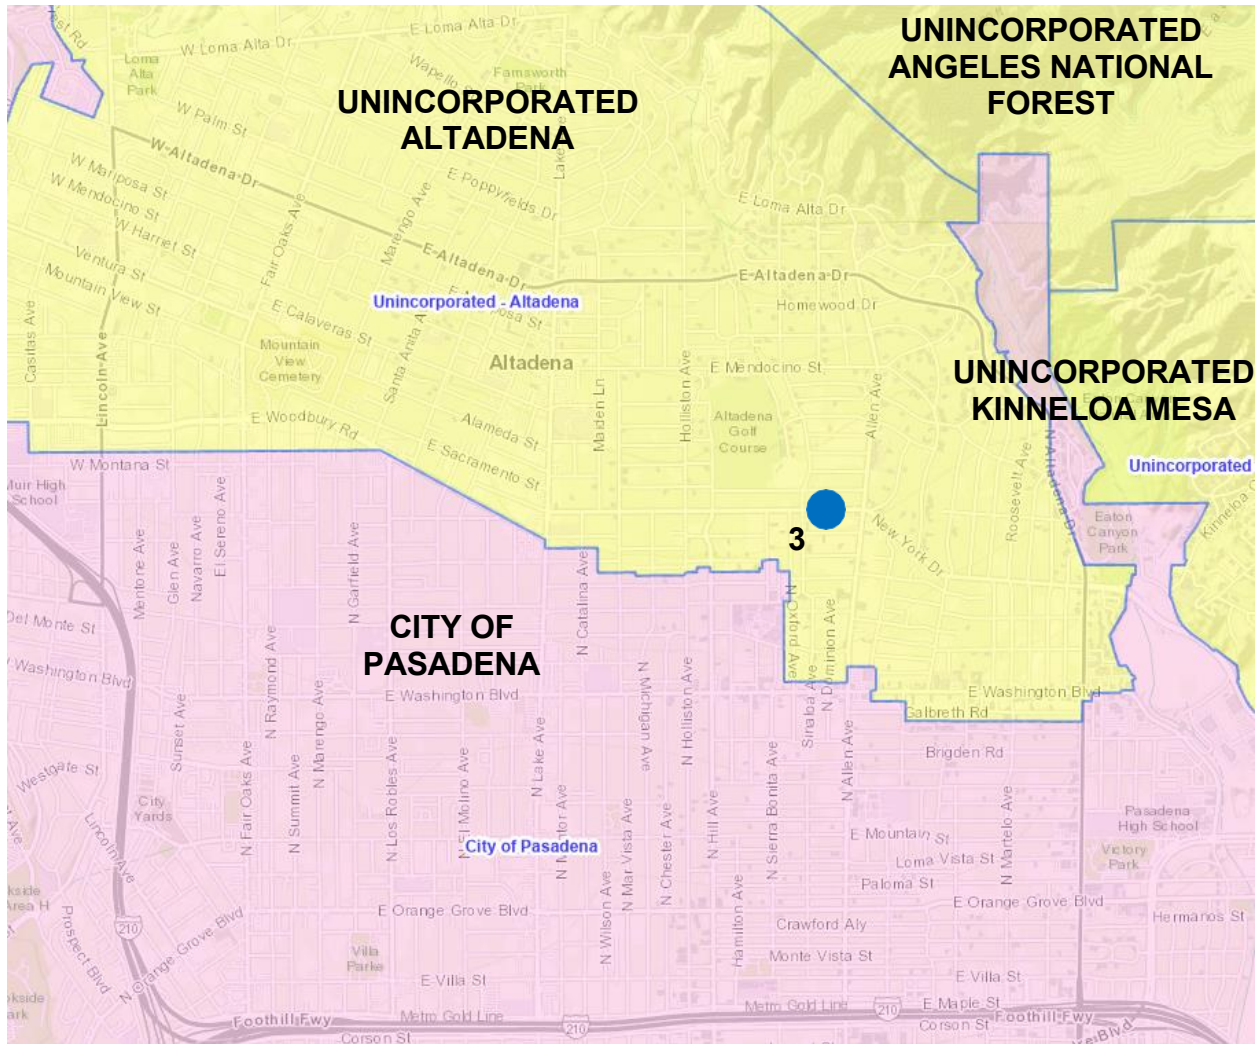 E Loma Alta Dr
W Loma Alta Dr
Loma
Alta
Park
Farnsworth
Park
UNINCORPORATED
ANGELES NATIONAL
FOREST
UNINCORPORATED
ALTADENA
W Palm St
W Altadena Dr
W Mariposa St
W Mendocino St
W Harriet St
E Poppyfields Dr
E Loma Alta Dr
Marengo Ave
Fair Oaks Ave
Ventura St
Mountain View St
E Altadena Dr
E Altadena Dr
Homewood Dr
Unincorporated - Altadena
E Calaveras St
Casitas Ave
Lincoln Ave
Mountain
View
Cemetery
Altadena
E Mendocino St
UNINCORPORATED
KINNELOA MESA
Maiden Ln
Holliston Ave
Allen Ave
Altadena
Golf
Course
E Woodbury Rd
Alameda St
E Sacramento St
W Montana St
Muir High
School
Roosevelt Ave
N Altadena Dr
Unincorporated
3
New York Dr
Eaton
Canyon
Park
Mentone Ave
Glen Ave
Navarro Ave
El Sereno Ave
N Garfield Ave
N Catalina Ave
N Oxford Ave
N Dominion Ave
Del Monte St
CITY OF
PASADENA
Washington Blvd
N Raymond Ave
N Marengo Ave
E Washington Blvd
N Michigan Ave
N Holliston Ave
Sinaloa Ave
E Washington Blvd
Galbreth Rd
Sunset Ave
N Lake Ave
N Allen Ave
Brigden Rd
Westgate St
City
Yards
N Fair Oaks Ave
N Summit Ave
N Los Robles Ave
N El Molino Ave
N Mentor Ave
N Mar Vista Ave
N Chester Ave
N Hill Ave
N Sierra Bonita Ave
Pasadena
High School
E Mountain St
City of Pasadena
Loma Vista St
N Martelo Ave
Victory
Park
Lincoln Ave
Paloma St
N Wilson Ave
Hamilton Ave
E Orange Grove Blvd
E Orange Grove Blvd
Hermanos St
Crawford Aly
Prospect Blvd
N Orange Grove Blvd
210
Villa
Parke
Monte Vista St
E Villa St
E Villa St
Metro Gold Line
Metro Gold Line
210
E Maple St
Foothill Fwy
210
Foothill Fwy
Corson St
Corson St